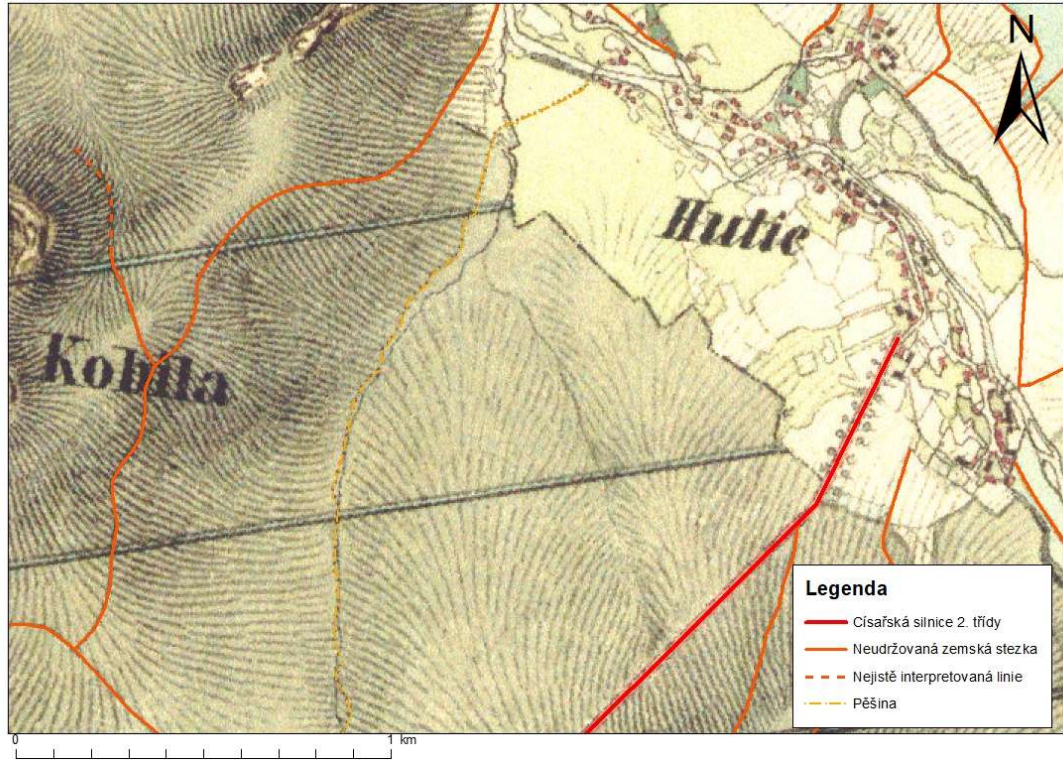 N
Hutie
Kobila
Legenda
Císařská silnice 2. třídy
Neudržovaná zemská stezka
Nejistě interpretovaná linie
Pěšina
0 1 km